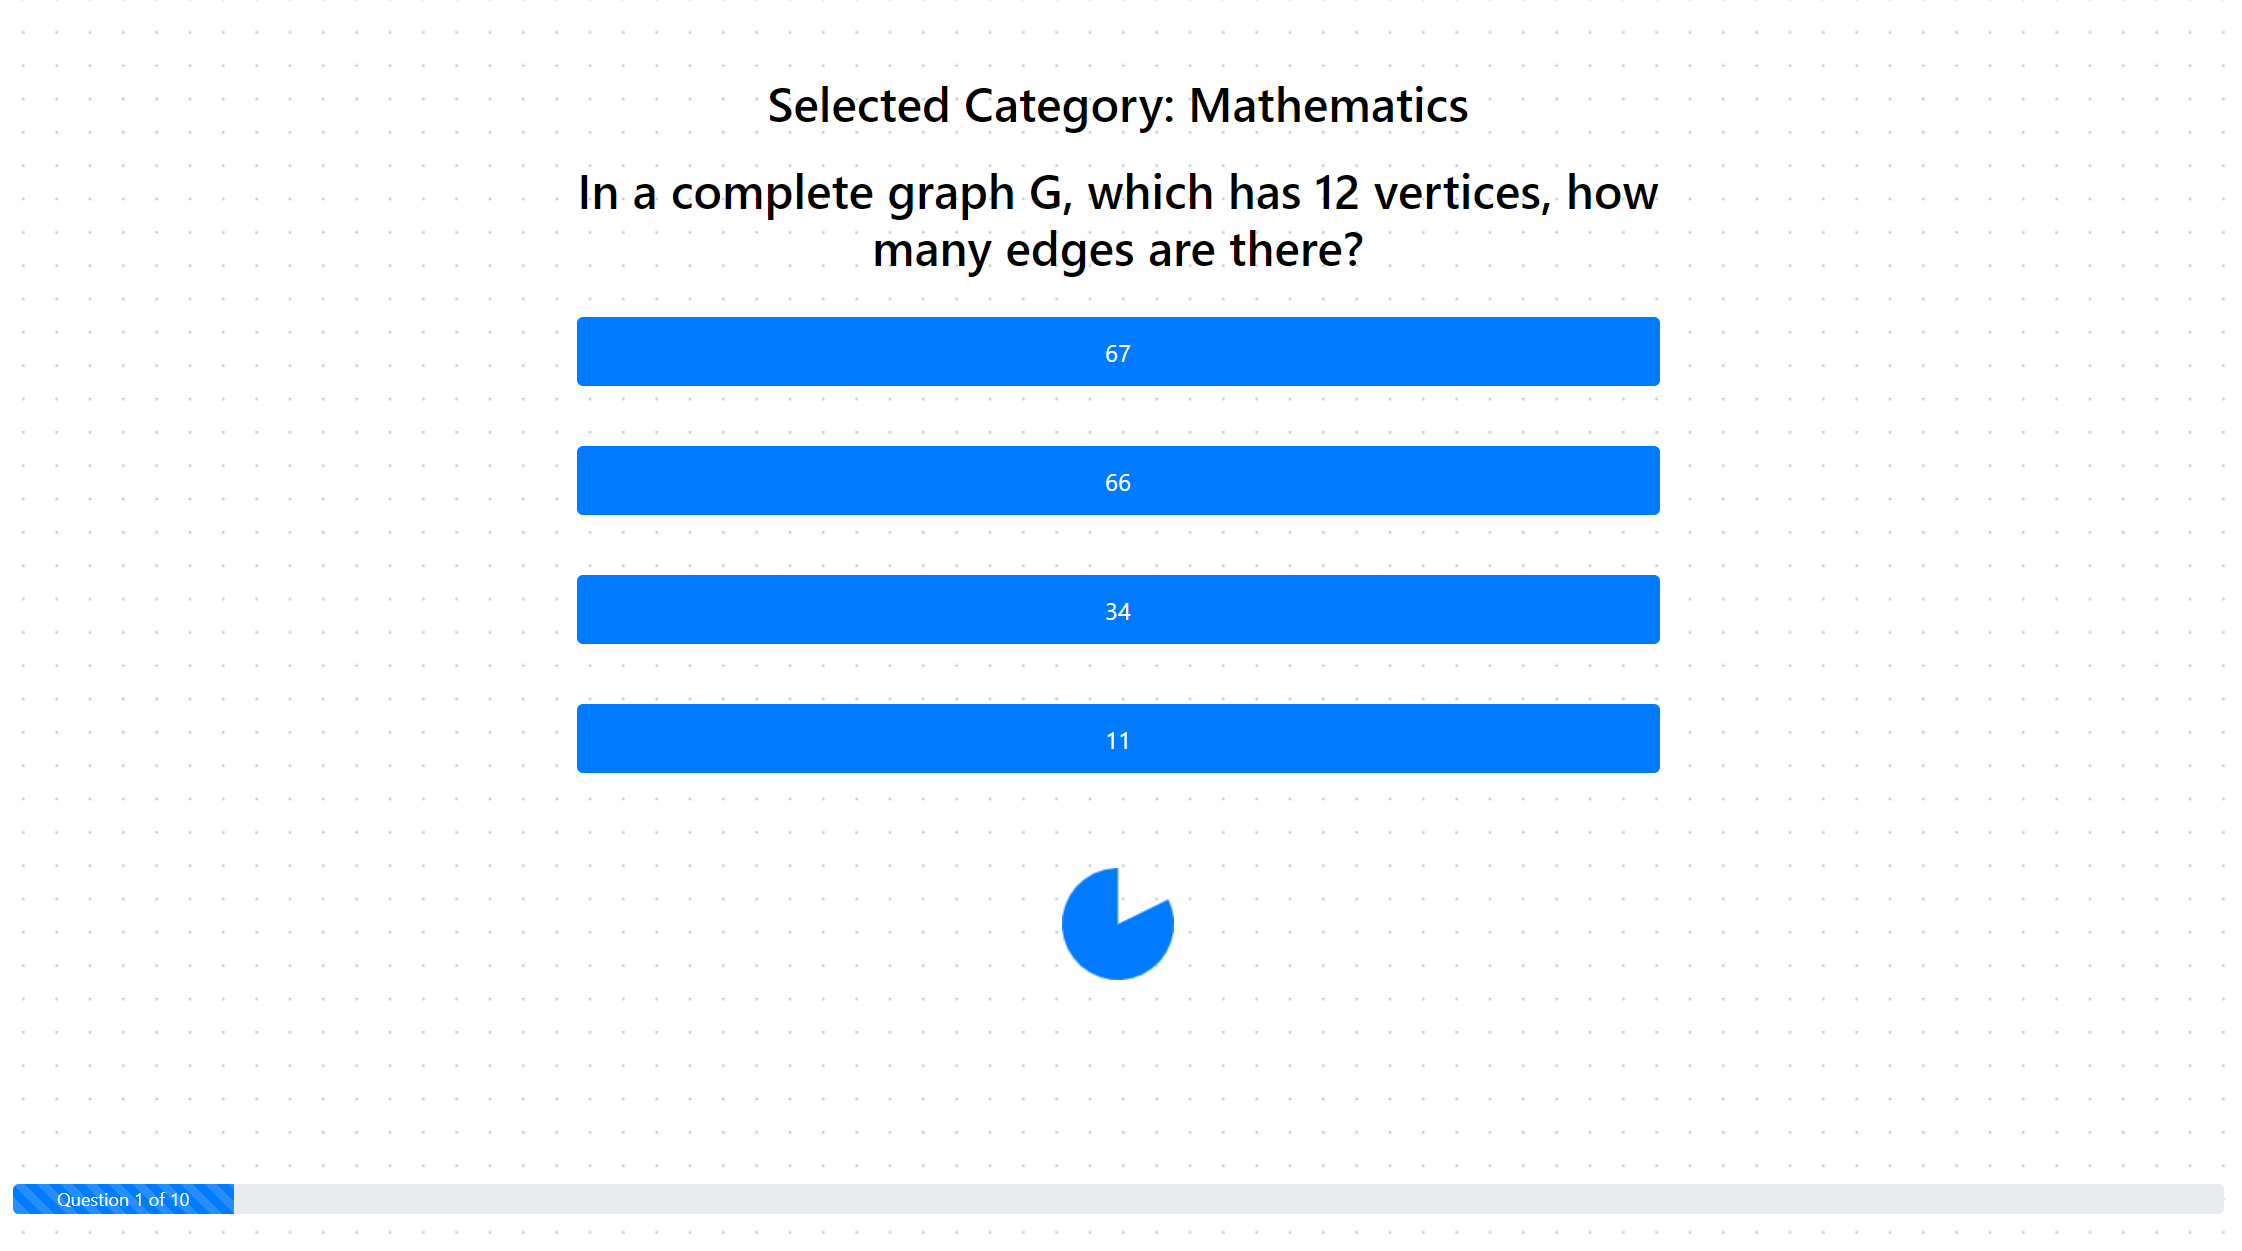 Selected Category: Mathematics
In a complete graph G, which has 12 vertices, how
many edges are there?
67
66
34
11
Question 1 of 10